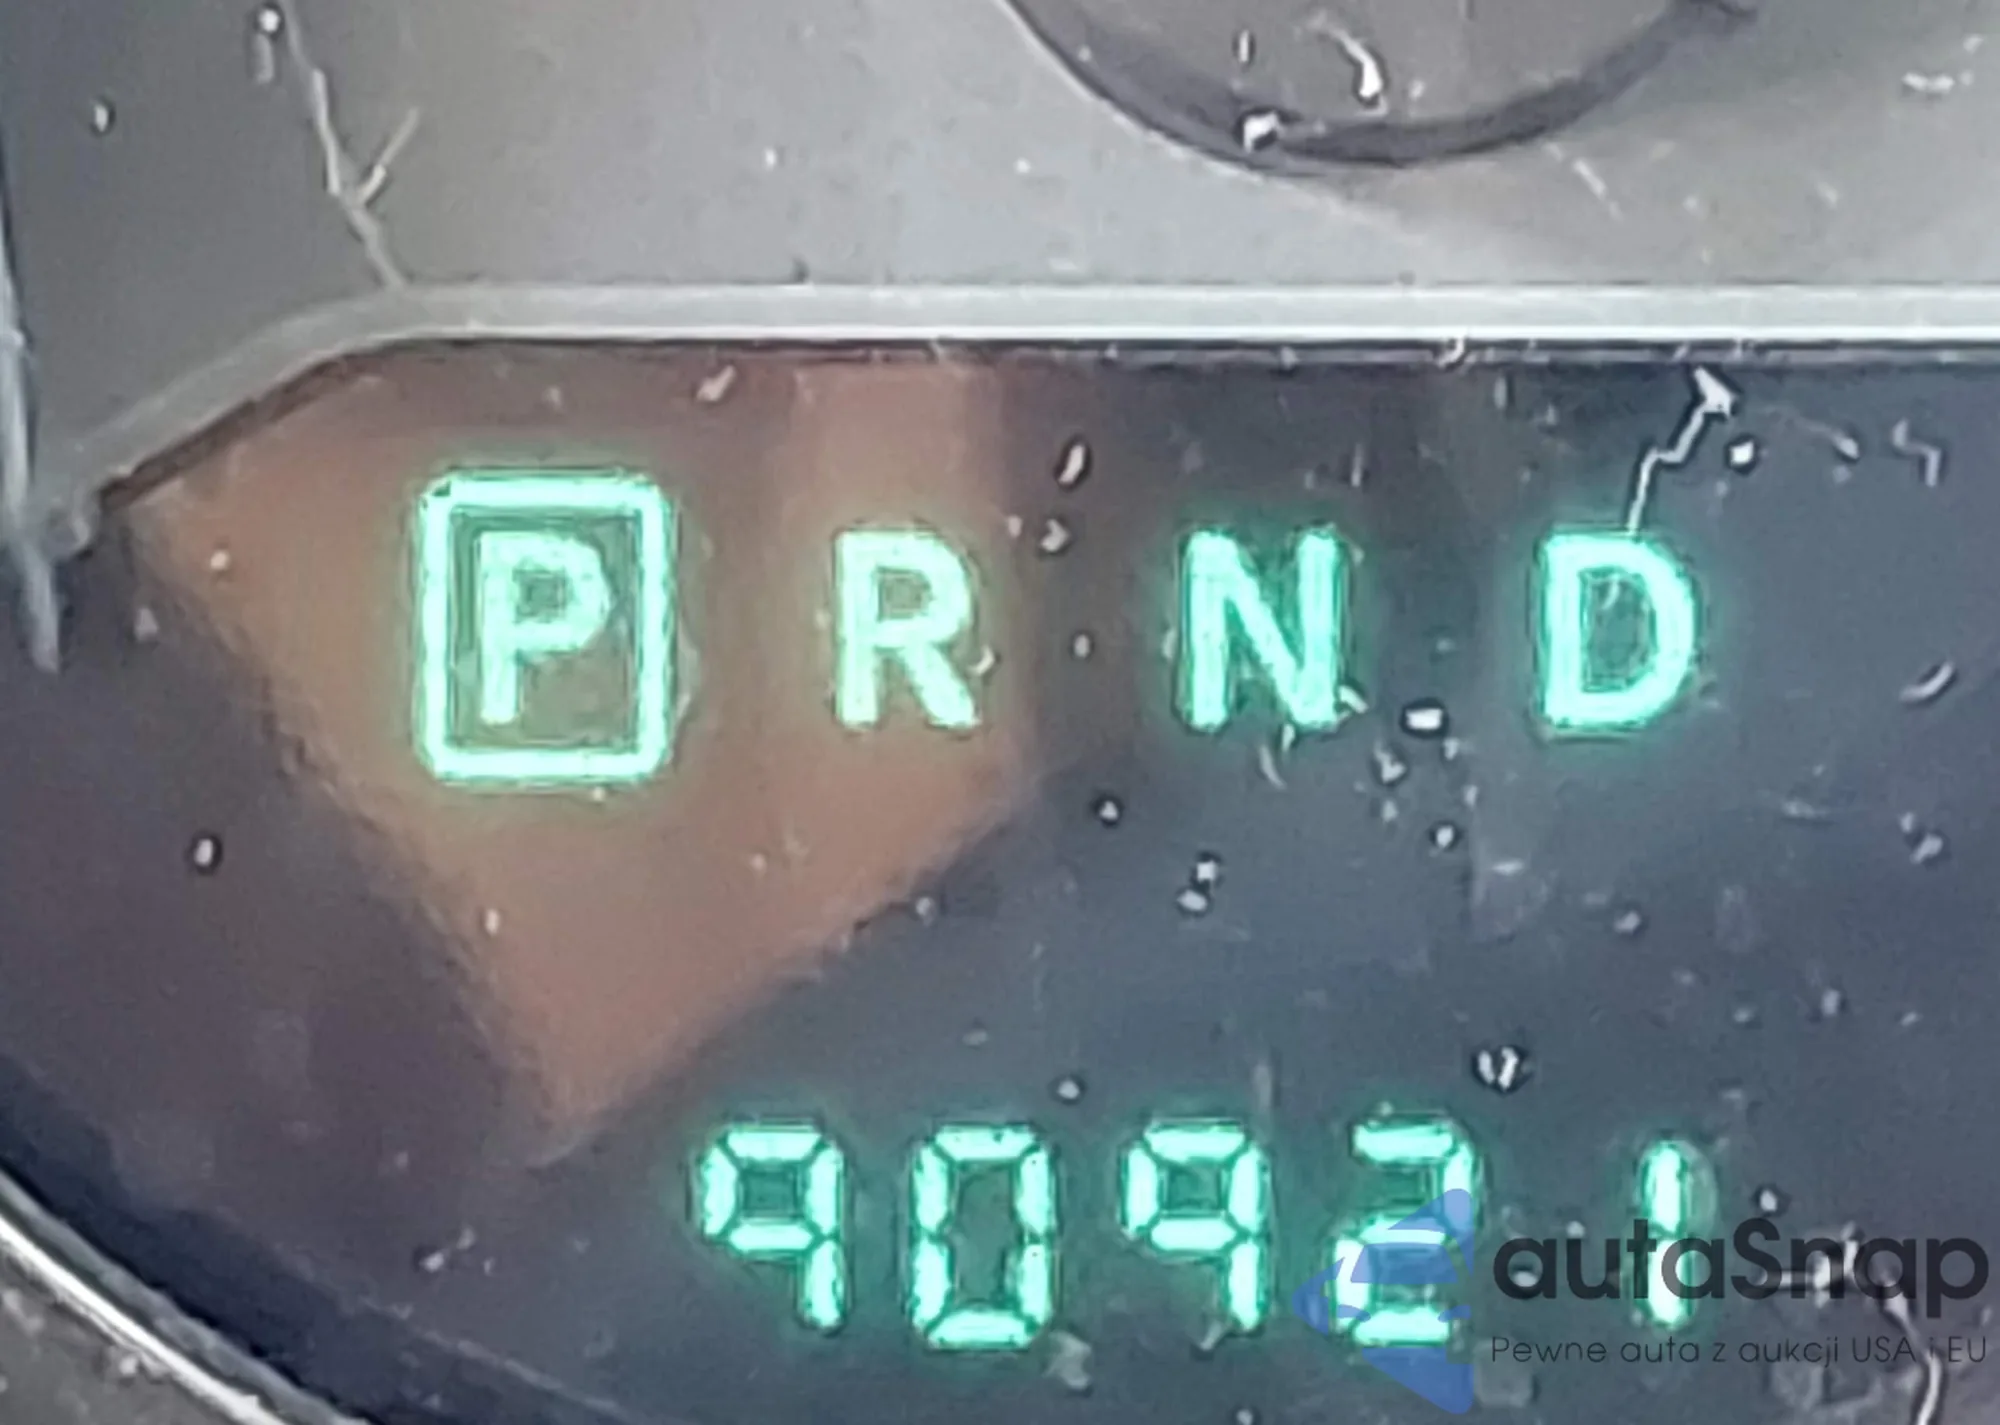 P R N D
90921
autaSnap
Pewne auta z aukcji USA i EU